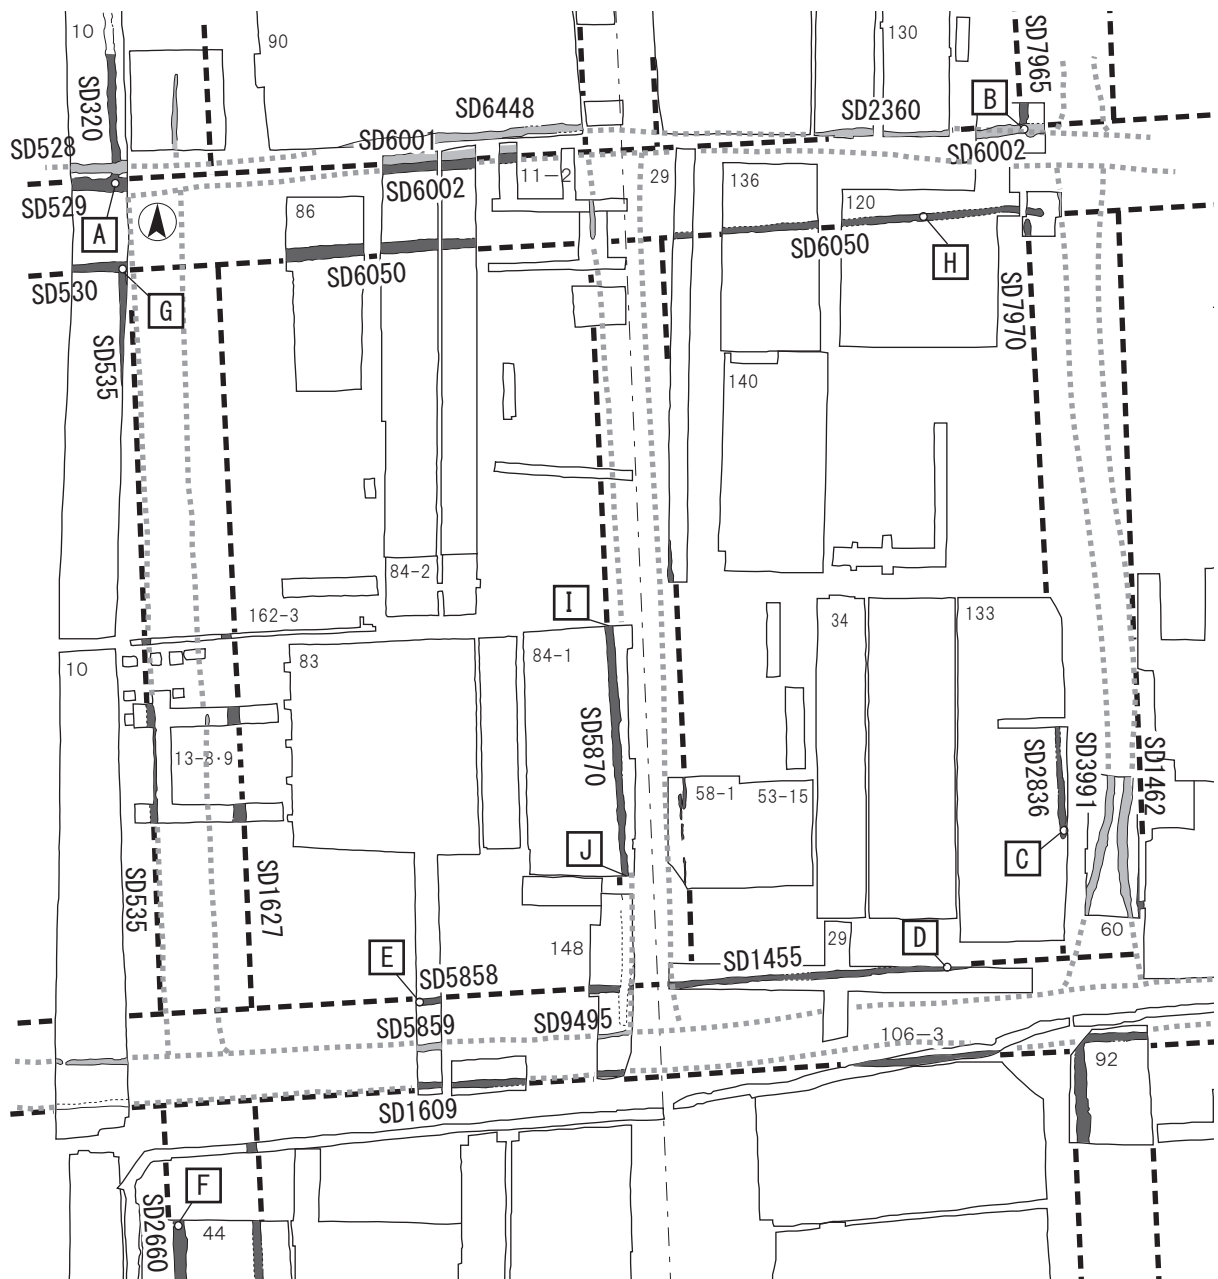 10
90
130
SD7965
SD320
SD6448
SD2360
B
SD528
SD6001
SD6002
SD6002
SD529
A
86
11-2
29
136
120
SD6050
SD6050
H
SD530
G
SD7970
SD535
140
84-2
I
162-3
34
133
10
83
84-1
SD5870
13-8・9
58-1
53-15
SD2836
SD3991
SD1462
C
J
SD535
SD1627
148
29
D
60
E
SD5858
SD1455
SD5859
SD9495
106-3
92
SD1609
F
SD2660
44